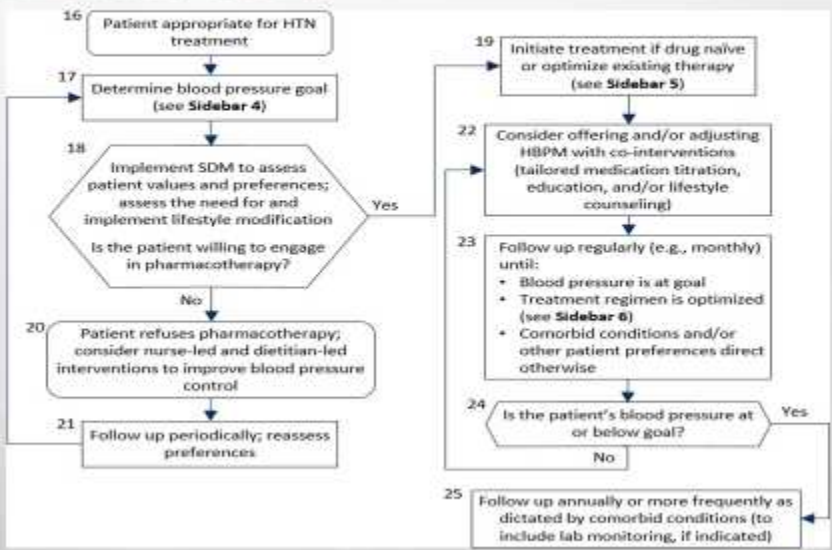 16
Patient appropriate for HTN
treatment
17
Determine blood pressure goal
(see Sidebar 4)
18
Implement SDM to assess
patient values and preferences;
assess the need for and
implement lifestyle modification
Is the patient willing to engage
in pharmacotherapy?
Yes
No
20
Patient refuses pharmacotherapy;
consider nurse-led and dietitian-led
interventions to improve blood pressure
control
21
Follow up periodically; reassess
preferences
19
Initiate treatment if drug naïve
or optimize existing therapy
(see Sidebar 5)
22
Consider offering and/or adjusting
HBPM with co-interventions
(tailored medication titration,
education, and/or lifestyle
counseling)
23
Follow up regularly (e.g., monthly)
until:
• Blood pressure is at goal
• Treatment regimen is optimized
(see Sidebar 6)
• Comorbid conditions and/or
other patient preferences direct
otherwise
24
Is the patient's blood pressure at
or below goal?
Yes
No
25
Follow up annually or more frequently as
dictated by comorbid conditions (to
include lab monitoring, if indicated)